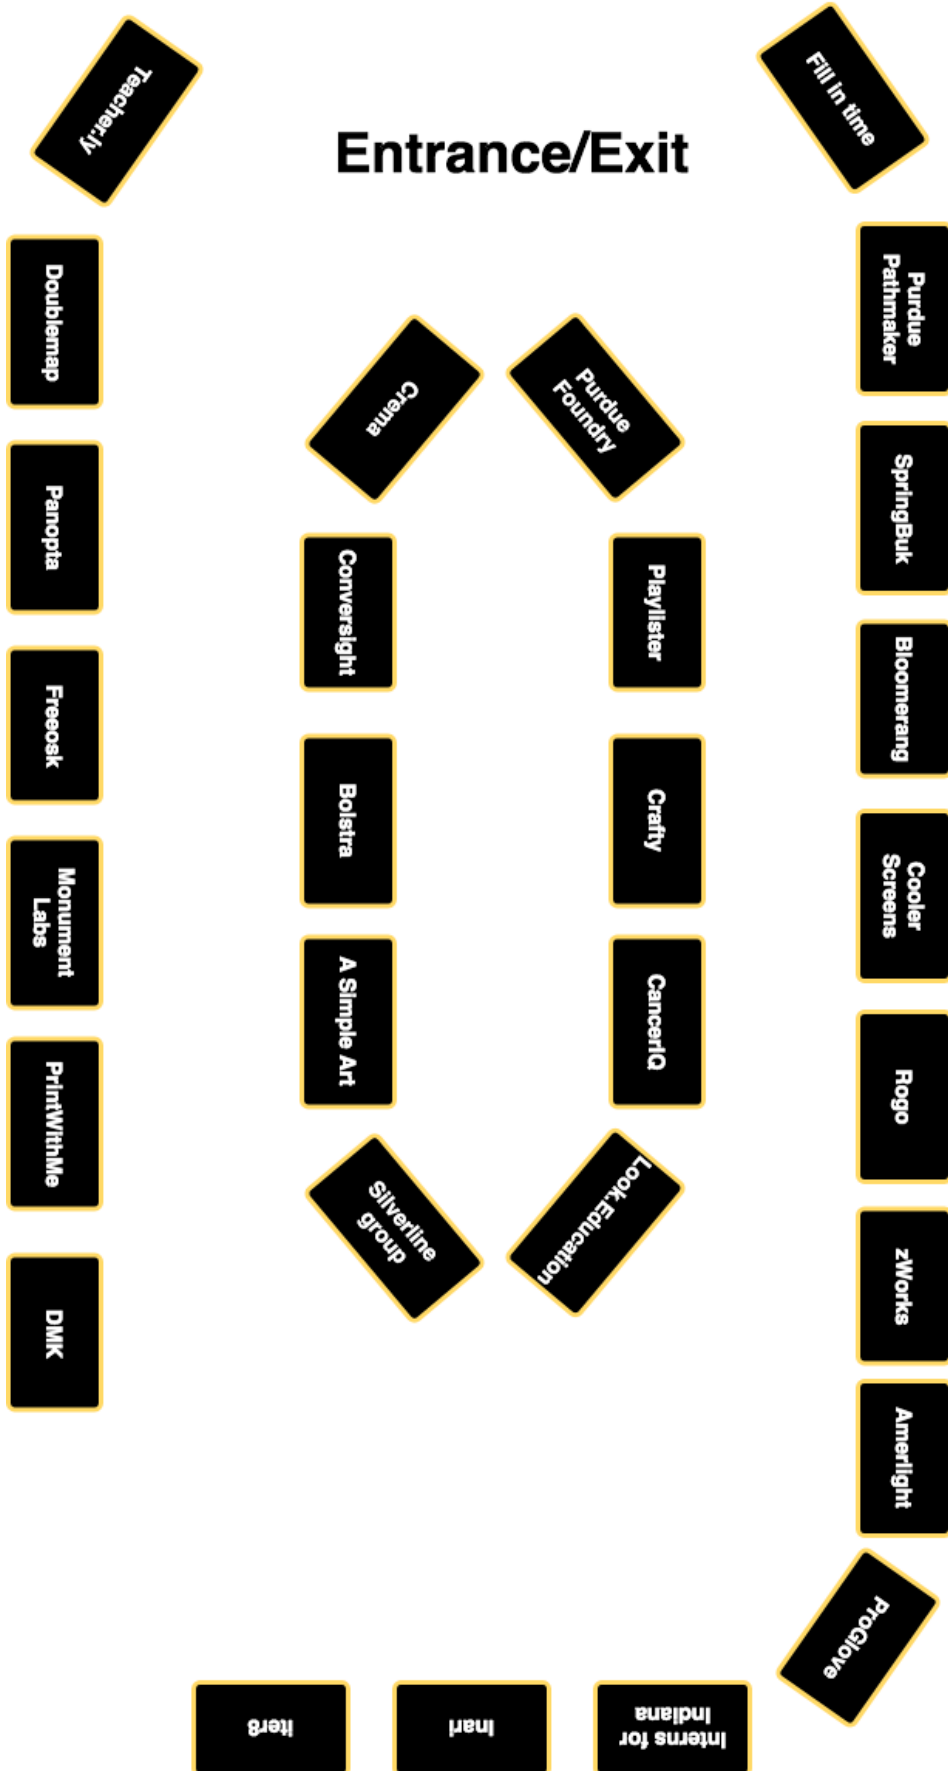 Teacher.ly
Fill in time
Entrance/Exit
Doublemap
Purdue
Pathmaker
Crema
Purdue
Foundry
Panopta
SpringBuk
Conversight
Playlister
Freeosk
Bloomerang
Bolstra
Crafty
Monument
Labs
Cooler
Screens
A Simple Art
CancerIQ
PrintWithMe
Rogo
Silverline
group
Look.Education
DMK
zWorks
Amerlight
ProGlove
iter8
Inari
Interns for
Indiana